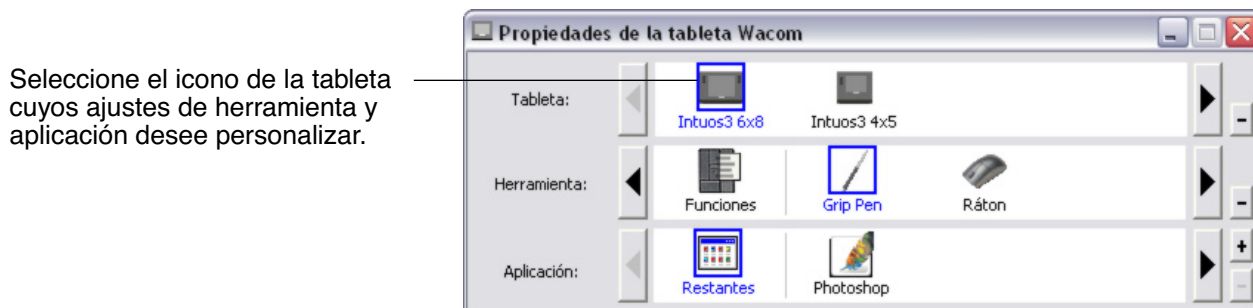 Propiedades de la tableta Wacom
Seleccione el icono de la tableta
cuyos ajustes de herramienta y
aplicación desee personalizar.
Tableta:
Intuos3 6x8
Intuos3 4x5
Herramienta:
Funciones
Grip Pen
Ráton
Aplicación:
Restantes
Photoshop